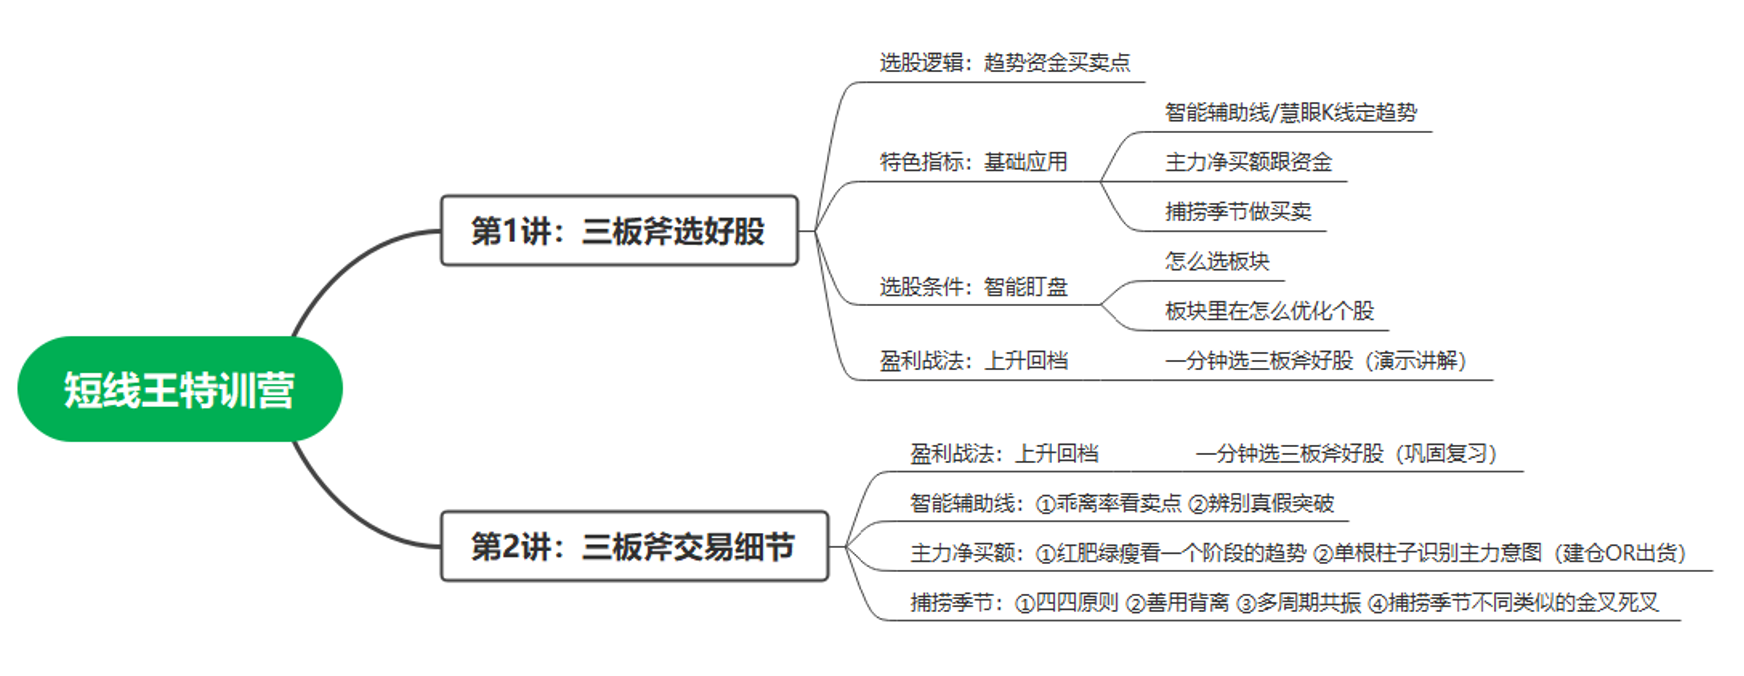 短线王特训营
第1讲：三板斧选好股
选股逻辑：趋势资金买卖点
特色指标：基础应用
智能辅助线/慧眼K线定趋势
主力净买额跟资金
捕捞季节做买卖
选股条件：智能盯盘
怎么选板块
板块里在怎么优化个股
盈利战法：上升回档
一分钟选三板斧好股（演示讲解）
第2讲：三板斧交易细节
盈利战法：上升回档
一分钟选三板斧好股（巩固复习）
智能辅助线：①乖离率看卖点 ②辨别真假突破
主力净买额：①红肥绿瘦看一个阶段的趋势 ②单根柱子识别主力意图（建仓OR出货）
捕捞季节：①四四原则 ②善用背离 ③多周期共振 ④捕捞季节不同类似的金叉死叉